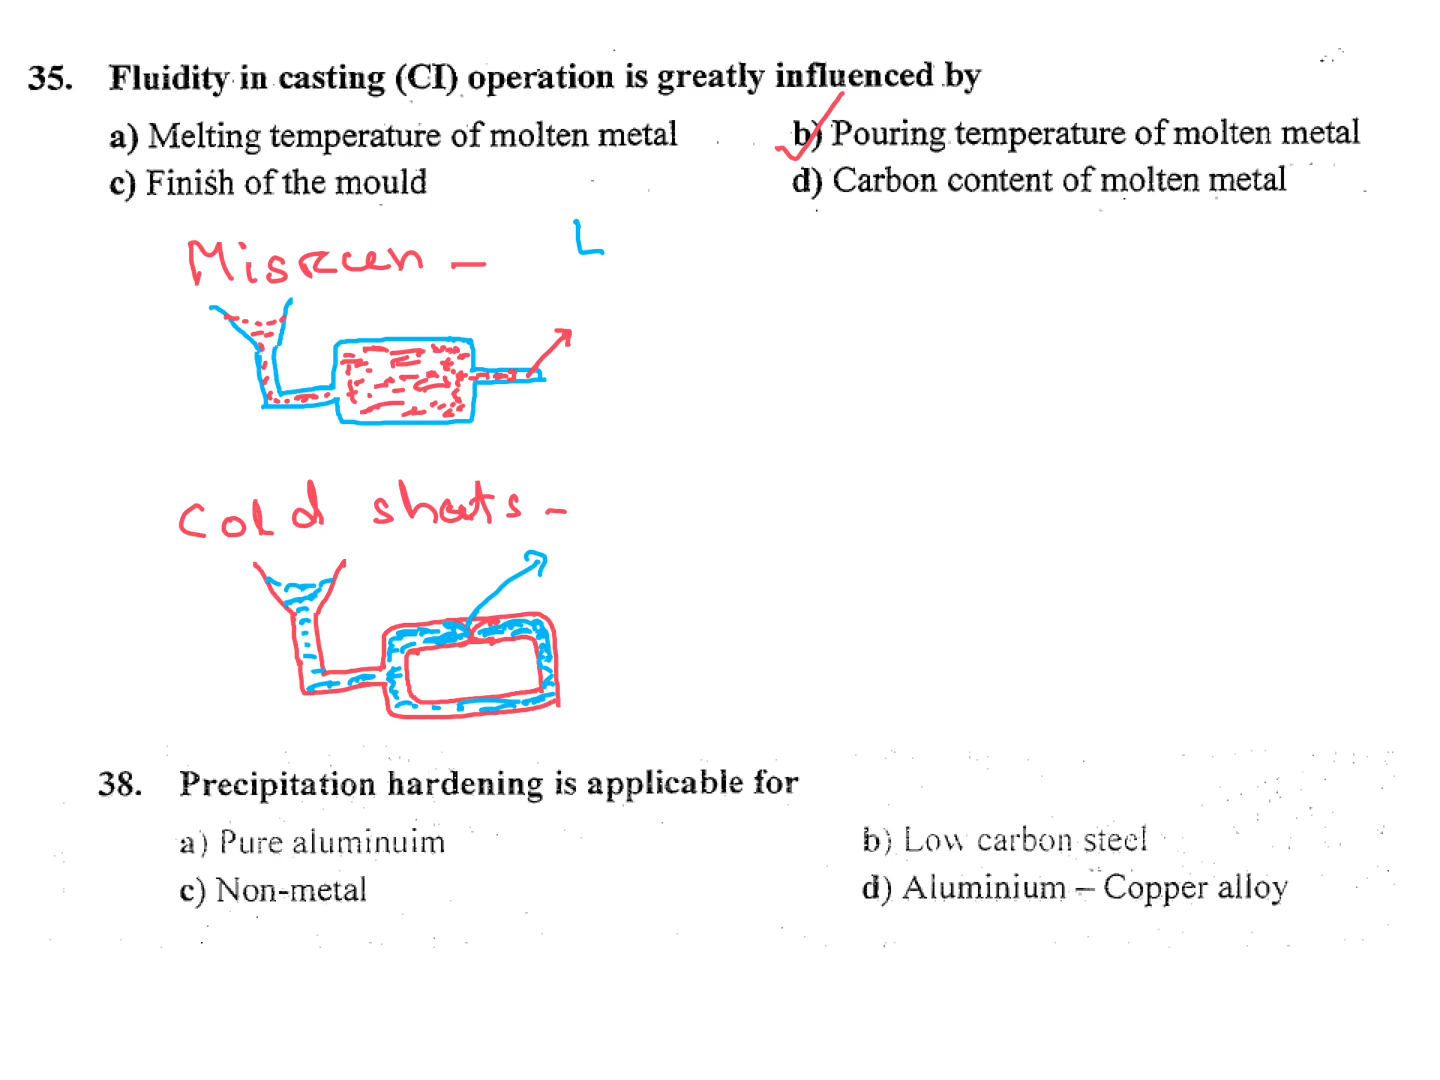 35. Fluidity in casting (CI) operation is greatly influenced by
a) Melting temperature of molten metal b) Pouring temperature of molten metal
c) Finish of the mould d) Carbon content of molten metal
Misrun -
L
Cold shuts -
38. Precipitation hardening is applicable for
a) Pure aluminuim b) Low carbon steel
c) Non-metal d) Aluminium – Copper alloy